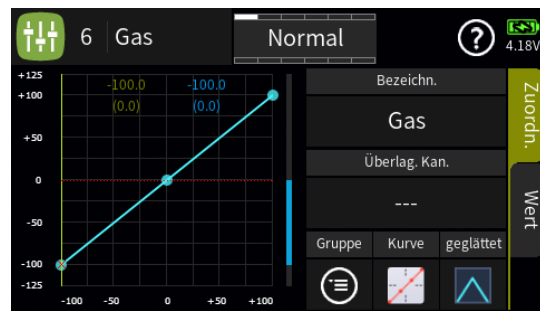 6 Gas Normal ? 4.18V
+125
+100
+50
0
-50
-100
-125
-100 -50 0 +50 +100
-100.0 -100.0
(0.0) (0.0)
Bezeichn.
Gas
Überlag. Kan.
---
Gruppe Kurve geglättet
Zuordn.
Wert